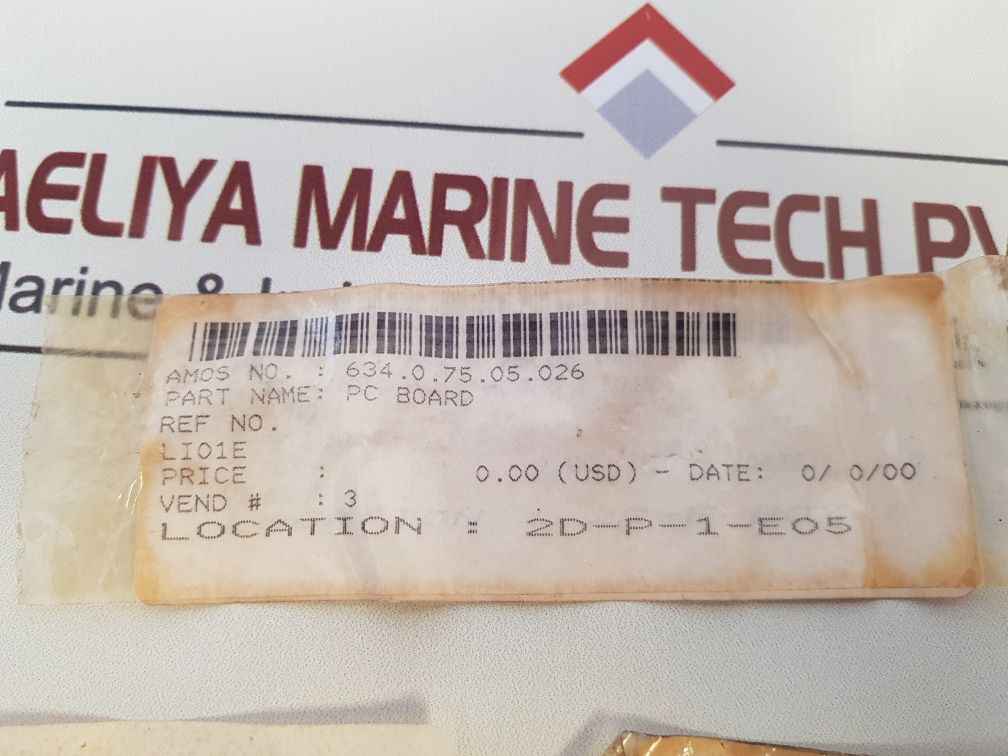 AELIYA MARINE TECH PV
Marine &
AMOS NO. : 634.0.75.05.026
PART NAME: PC BOARD
REF NO.
LI01E
PRICE : 0.00 (USD) - DATE: 0/ 0/00
VEND # : 3
LOCATION : 2D-P-1-E05